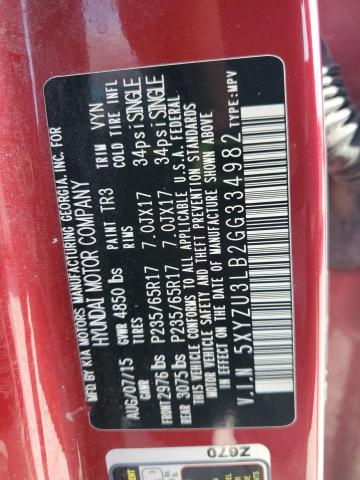 MFD BY KIA MOTORS MANUFACTURING GEORGIA, INC. FOR
HYUNDAI MOTOR COMPANY
AUG/07/15 PAINT TR3 TRIM VYN
GVWR 4850 lbs
GAWR TIRES COLD TIRE INFL
FRONT 2976 lbs P235/65R17 7.0JX17 34psi SINGLE
REAR 3075 lbs P235/65R17 7.0JX17 34psi SINGLE
THIS VEHICLE CONFORMS TO ALL APPLICABLE U.S.A. FEDERAL
MOTOR VEHICLE SAFETY AND THEFT PREVENTION STANDARDS
IN EFFECT ON THE DATE OF MANUFACTURE SHOWN ABOVE.
V.I.N 5XYZU3LB2GG334982 TYPE:MPV
Z670